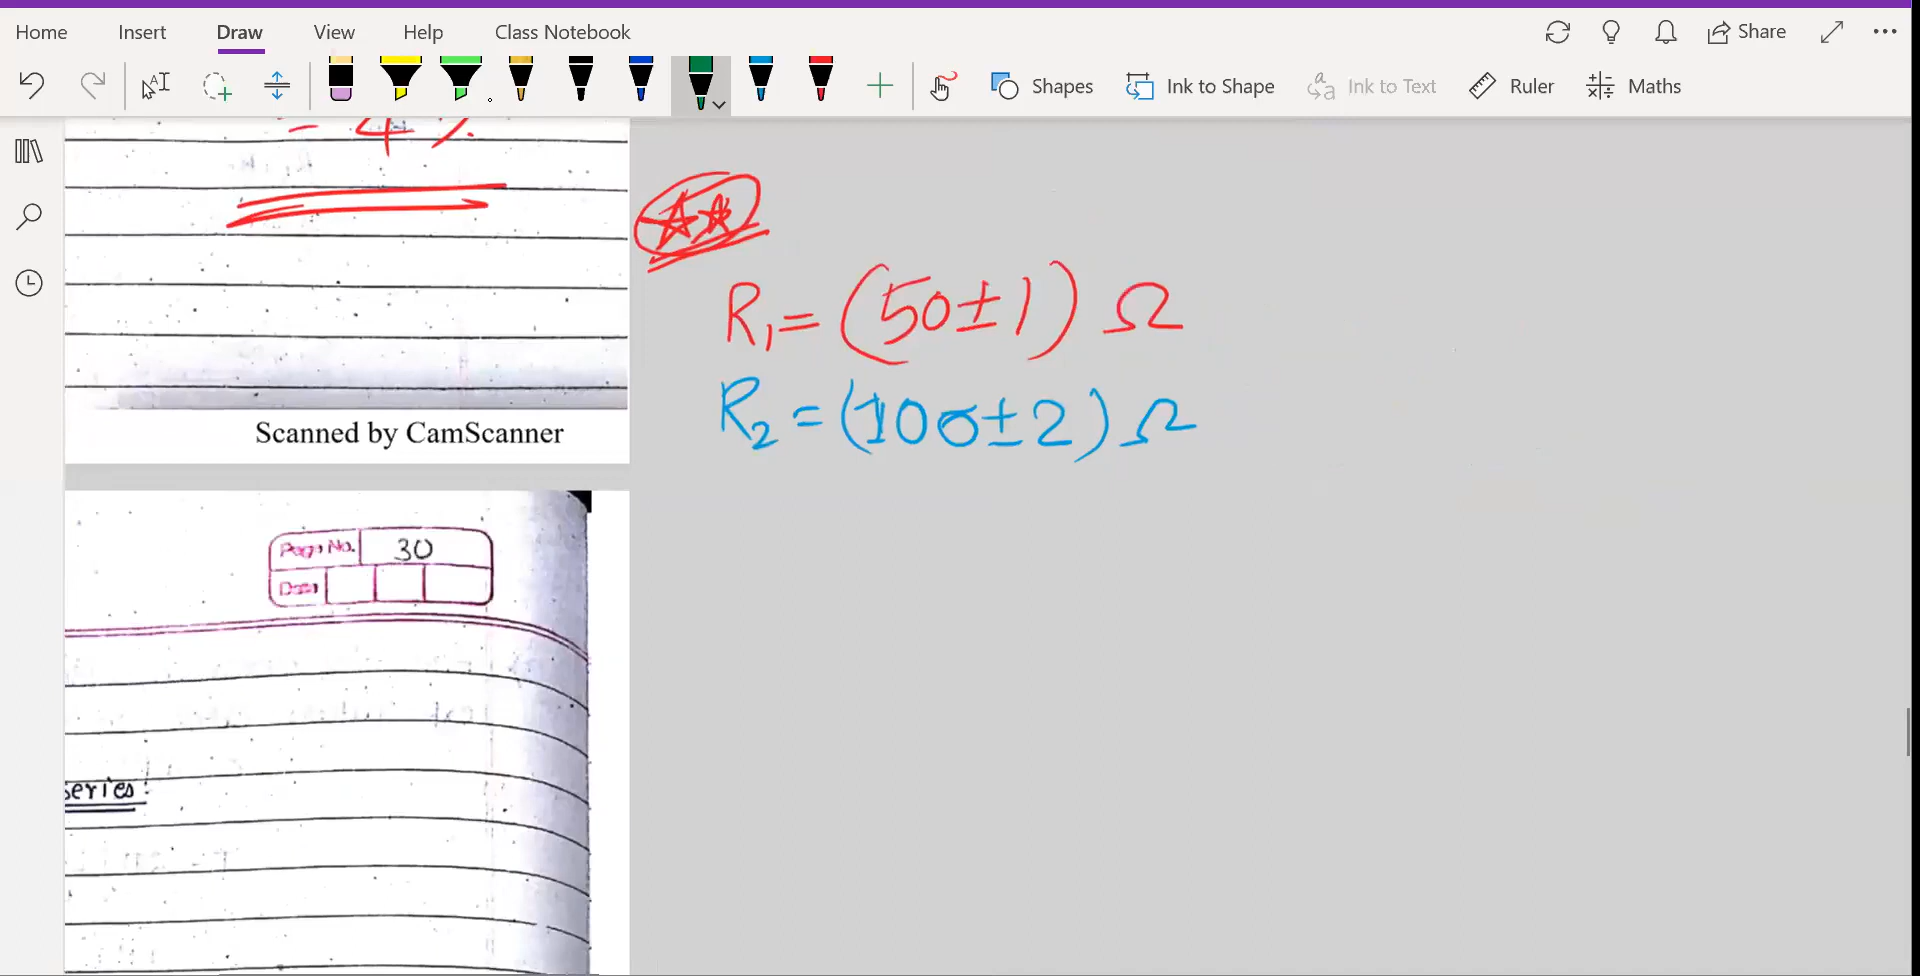 Home Insert Draw View Help Class Notebook Share
Shapes Ink to Shape Ink to Text Ruler Maths
= 4 %
R₁ = (50 ± 1) Ω
R₂ = (100 ± 2) Ω
Scanned by CamScanner
Page No. 30
Date
series!